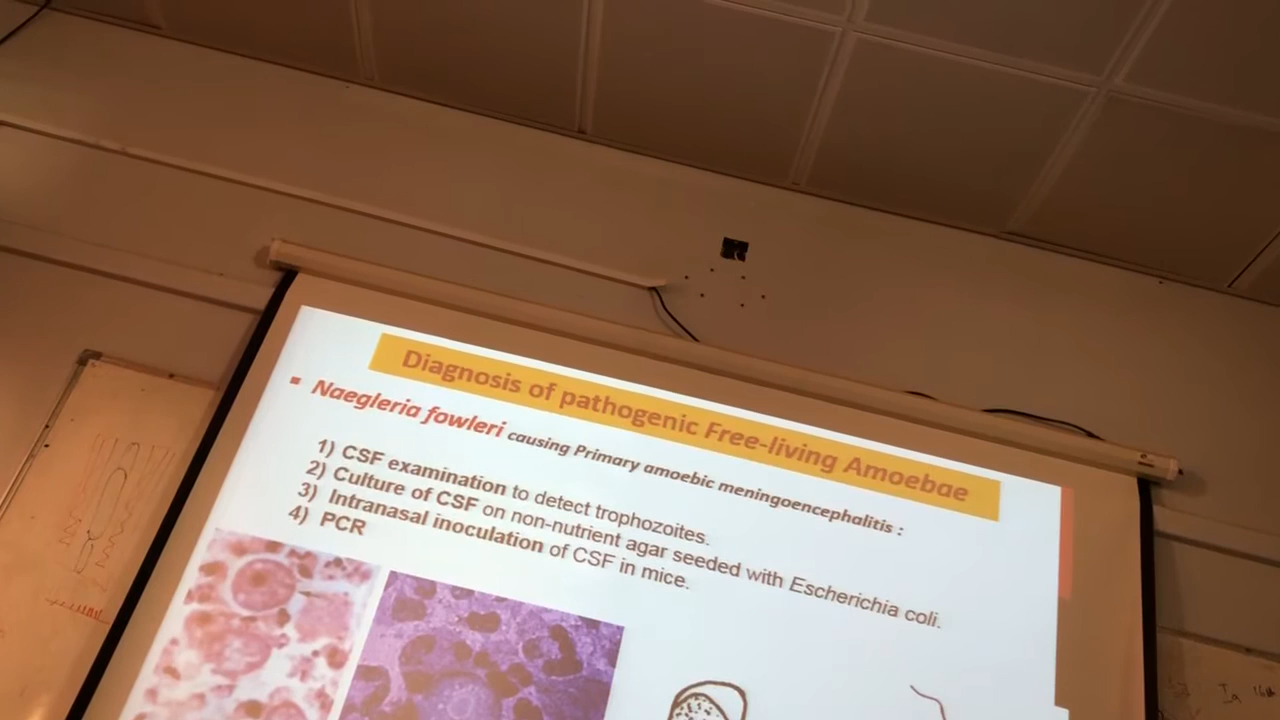 Diagnosis of pathogenic Free-living Amoebae
▪ Naegleria fowleri causing Primary amoebic meningoencephalitis :
1) CSF examination to detect trophozoites.
2) Culture of CSF on non-nutrient agar seeded with Escherichia coli.
3) Intranasal inoculation of CSF in mice.
4) PCR